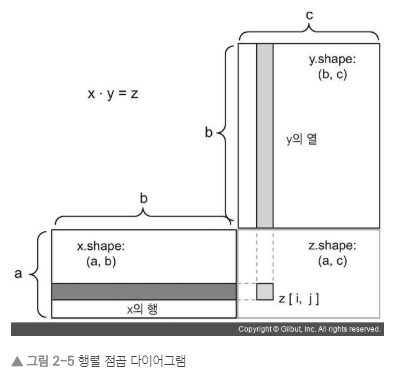 c
y.shape:
(b, c)
x · y = z
b
y의 열
b
x.shape:
(a, b)
z.shape:
(a, c)
a
z [ i, j ]
x의 행
Copyright © Gilbut, Inc. All rights reserved.
▲ 그림 2-5 행렬 점곱 다이어그램